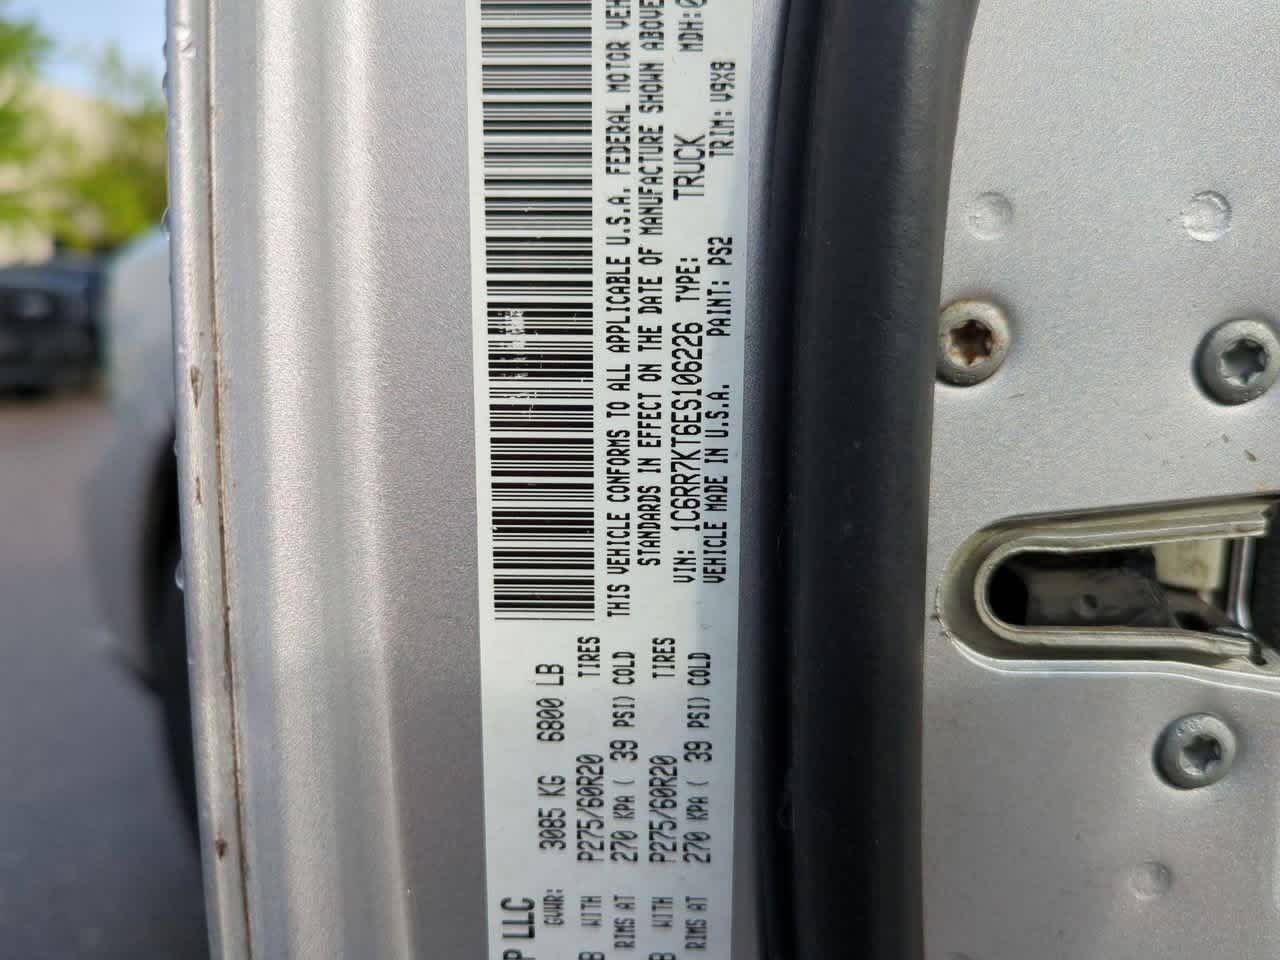 P LLC
GVWR: 3085 KG 6800 LB
WITH P275/60R20 TIRES
RIMS AT 270 KPA ( 39 PSI) COLD
WITH P275/60R20 TIRES
RIMS AT 270 KPA ( 39 PSI) COLD
THIS VEHICLE CONFORMS TO ALL APPLICABLE U.S.A. FEDERAL MOTOR VEH
STANDARDS IN EFFECT ON THE DATE OF MANUFACTURE SHOWN ABOVE
VIN: 1C6RR7KT6ES106226 TYPE: TRUCK MDH:0
VEHICLE MADE IN U.S.A. PAINT: PS2 TRIM: V9X8